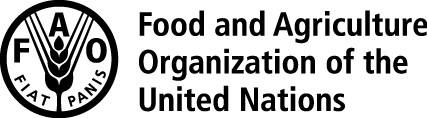 F A O
FIAT PANIS
Food and Agriculture
Organization of the
United Nations